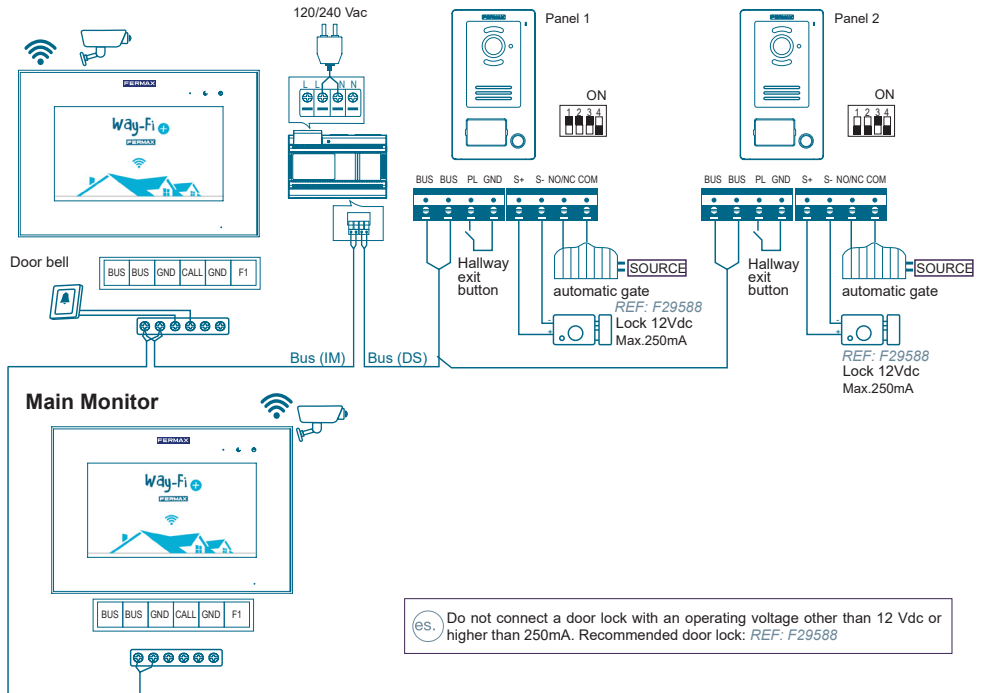 120/240 Vac
Panel 1
Panel 2
FERMAX
FERMAX
FERMAX
Way-Fi +
FERMAX
L L N N
ON
1 2 3 4
ON
1 2 3 4
BUS BUS PL GND S+ S- NO/NC COM
BUS BUS PL GND S+ S- NO/NC COM
Door bell
BUS BUS GND CALL GND F1
Hallway
exit
button
SOURCE
automatic gate
REF: F29588
Lock 12Vdc
Max.250mA
- +
Hallway
exit
button
SOURCE
automatic gate
- +
REF: F29588
Lock 12Vdc
Max.250mA
Bus (IM)
Bus (DS)
Main Monitor
FERMAX
Way-Fi +
FERMAX
BUS BUS GND CALL GND F1
es.
Do not connect a door lock with an operating voltage other than 12 Vdc or
higher than 250mA. Recommended door lock: REF: F29588